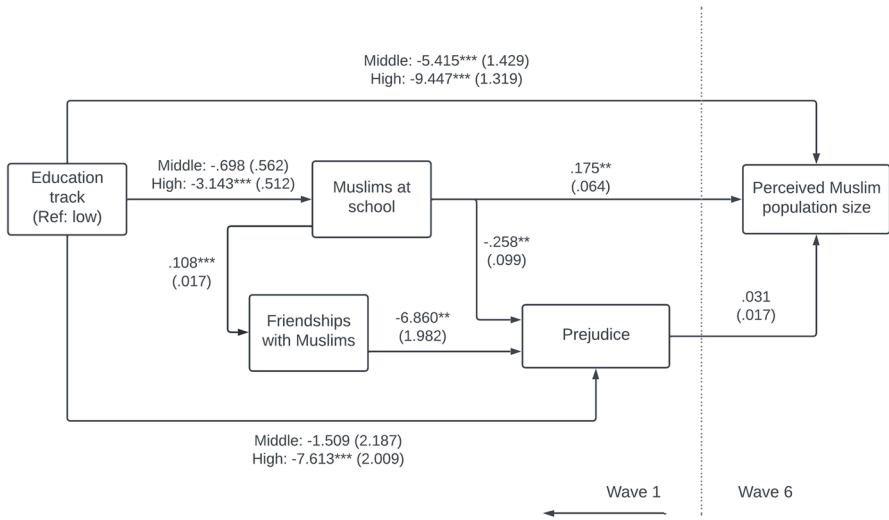 Middle: -5.415*** (1.429)
High: -9.447*** (1.319)
Education
track
(Ref: low)
Middle: -.698 (.562)
High: -3.143*** (.512)
Muslims at
school
.175**
(.064)
Perceived Muslim
population size
.108***
(.017)
-.258**
(.099)
Friendships
with Muslims
-6.860**
(1.982)
Prejudice
.031
(.017)
Middle: -1.509 (2.187)
High: -7.613*** (2.009)
Wave 1
Wave 6